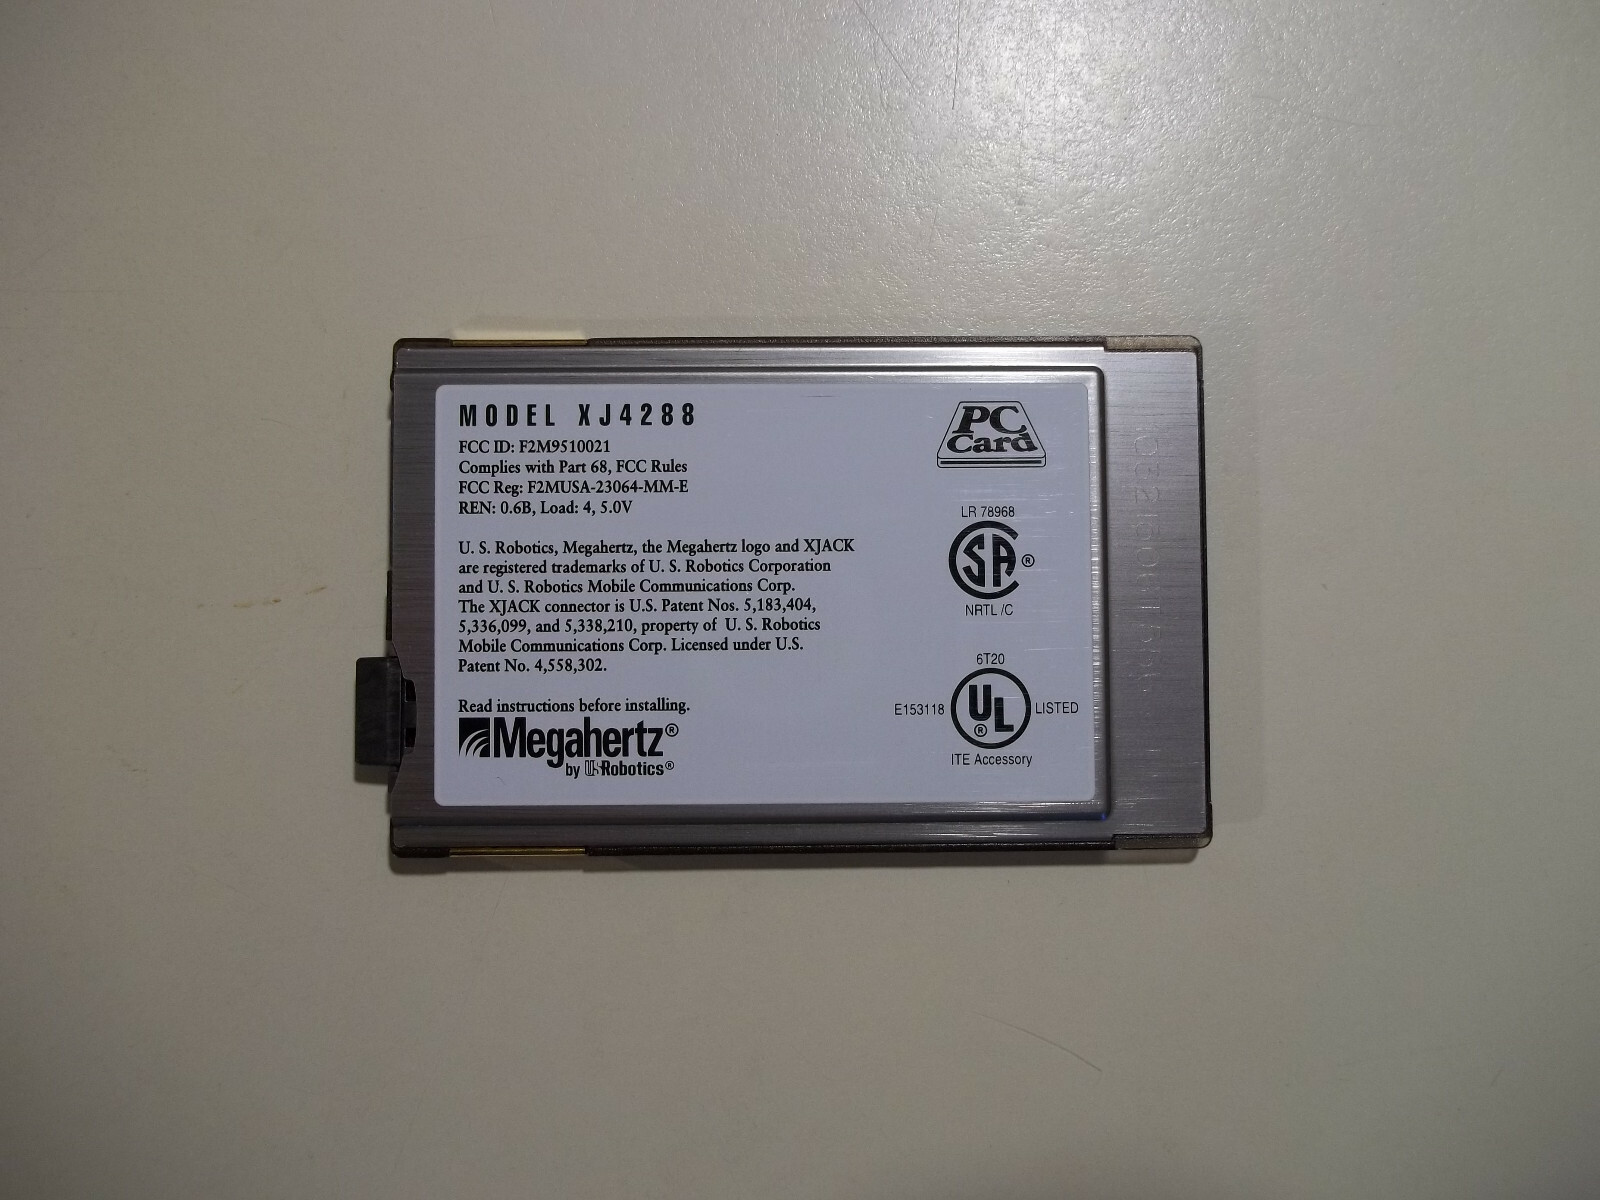 MODEL XJ4288
FCC ID: F2M9510021
Complies with Part 68, FCC Rules
FCC Reg: F2MUSA-23064-MM-E
REN: 0.6B, Load: 4, 5.0V
U. S. Robotics, Megahertz, the Megahertz logo and XJACK
are registered trademarks of U. S. Robotics Corporation
and U. S. Robotics Mobile Communications Corp.
The XJACK connector is U.S. Patent Nos. 5,183,404,
5,336,099, and 5,338,210, property of U. S. Robotics
Mobile Communications Corp. Licensed under U.S.
Patent No. 4,558,302.
Read instructions before installing.
Megahertz®
by USRobotics®
PC
Card
LR 78968
SA ®
NRTL /C
6T20
E153118 UL ® LISTED
ITE Accessory